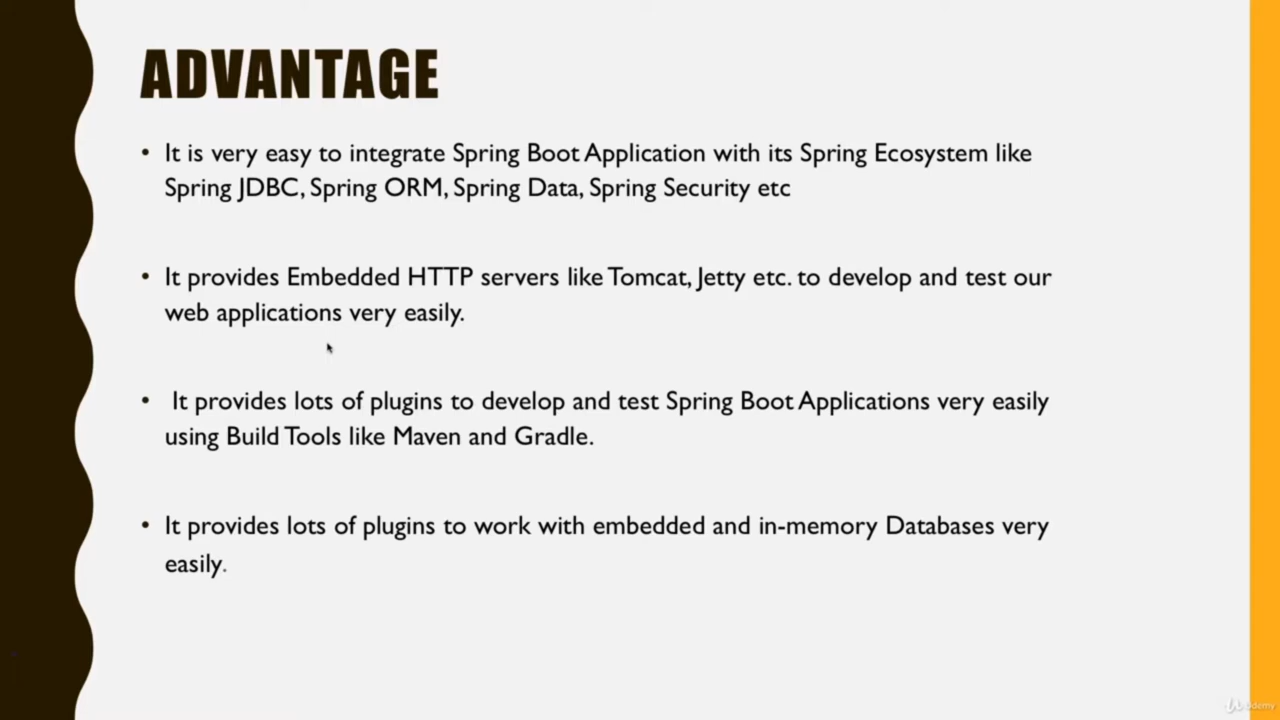 ADVANTAGE
• It is very easy to integrate Spring Boot Application with its Spring Ecosystem like
Spring JDBC, Spring ORM, Spring Data, Spring Security etc
• It provides Embedded HTTP servers like Tomcat, Jetty etc. to develop and test our
web applications very easily.
• It provides lots of plugins to develop and test Spring Boot Applications very easily
using Build Tools like Maven and Gradle.
• It provides lots of plugins to work with embedded and in-memory Databases very
easily.
Udemy